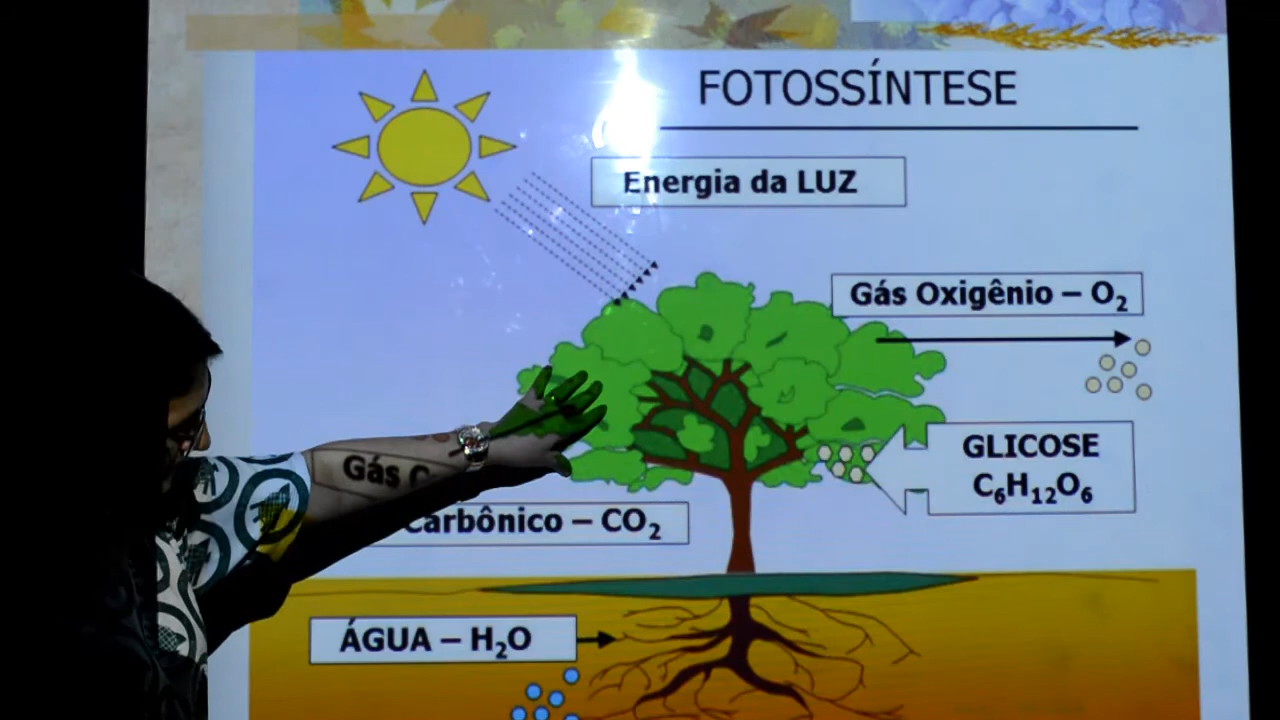 FOTOSSÍNTESE
Energia da LUZ
Gás Oxigênio – O₂
GLICOSE
C₆H₁₂O₆
Gás C
Carbônico – CO₂
ÁGUA – H₂O